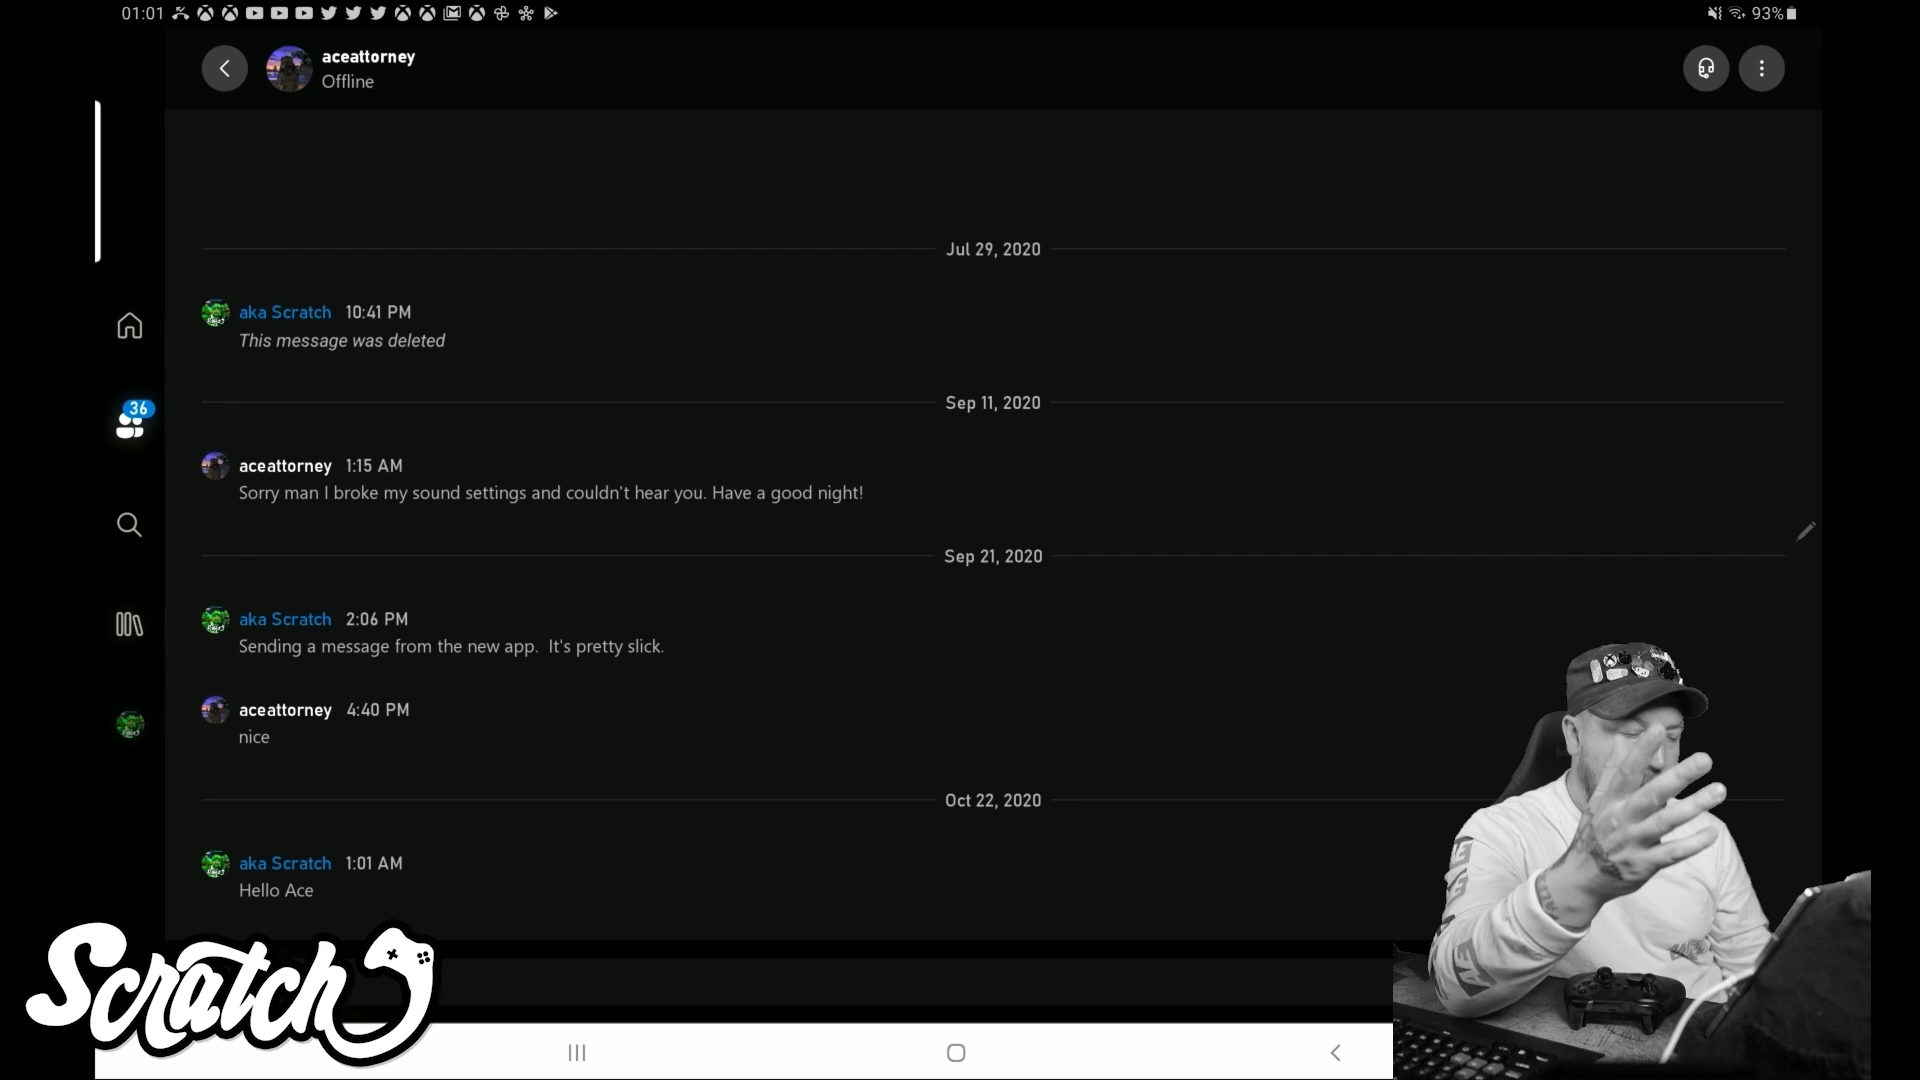 01:01
93%
aceattorney
Offline
Jul 29, 2020
aka Scratch 10:41 PM
This message was deleted
Sep 11, 2020
aceattorney 1:15 AM
Sorry man I broke my sound settings and couldn't hear you. Have a good night!
36
Sep 21, 2020
aka Scratch 2:06 PM
Sending a message from the new app. It's pretty slick.
aceattorney 4:40 PM
nice
Oct 22, 2020
aka Scratch 1:01 AM
Hello Ace
Scratch